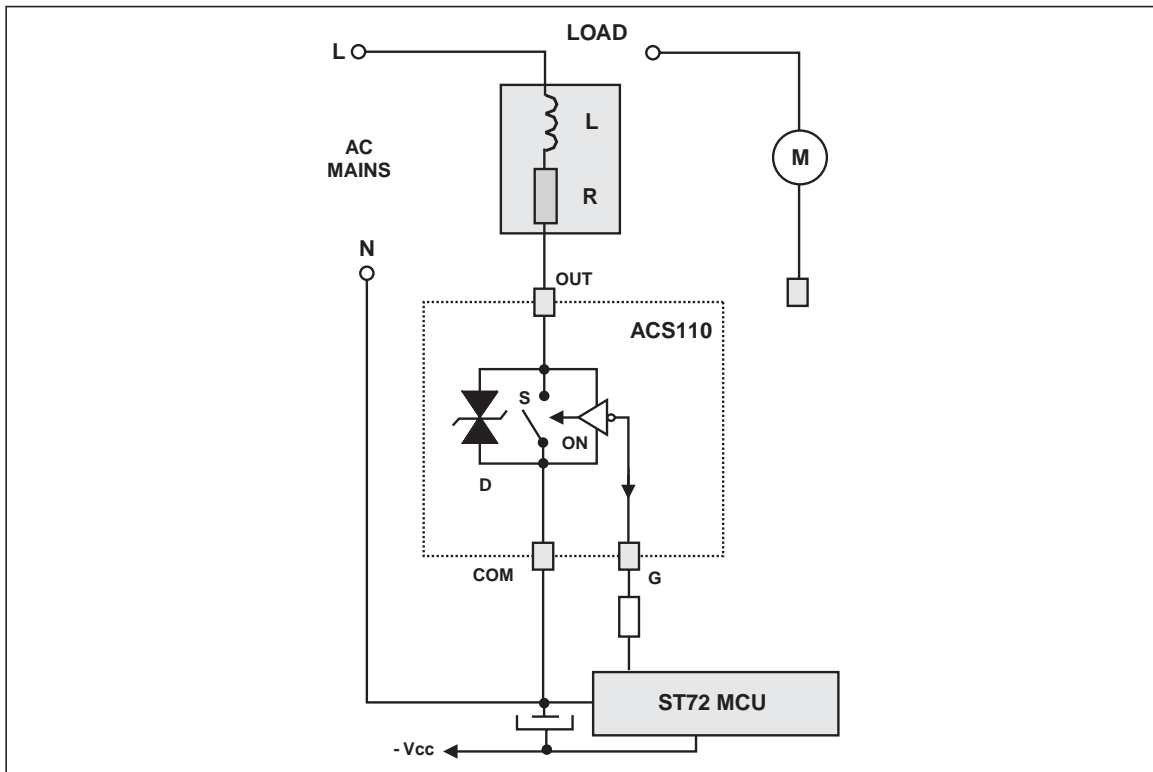 LOAD
L
L
AC
MAINS
M
R
N
OUT
ACS110
S
ON
D
COM
G
ST72 MCU
- Vcc